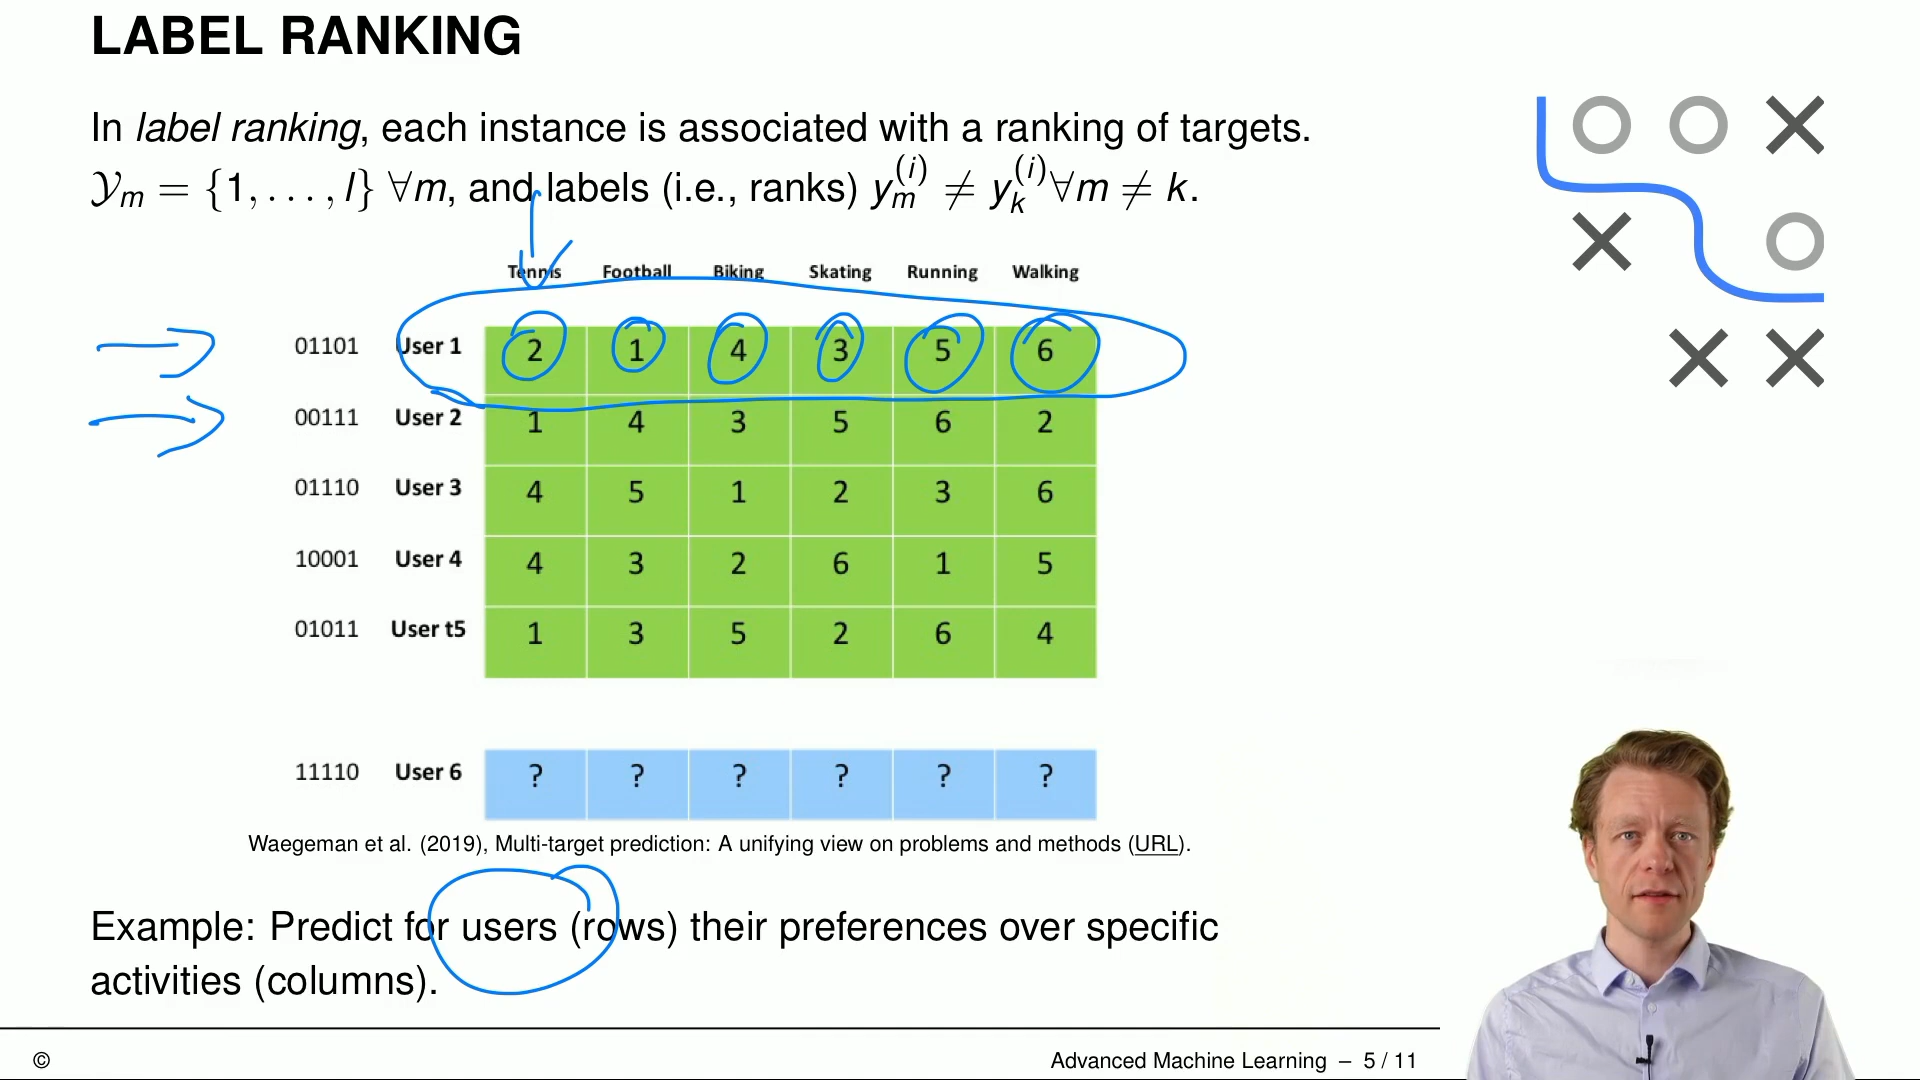 LABEL RANKING
In label ranking, each instance is associated with a ranking of targets.
𝒴ₘ = {1, . . . , l} ∀m, and labels (i.e., ranks) yₘ⁽ⁱ⁾ ≠ yₖ⁽ⁱ⁾∀m ≠ k.
Tennis Football Biking Skating Running Walking
01101 User 1 2 1 4 3 5 6
00111 User 2 1 4 3 5 6 2
01110 User 3 4 5 1 2 3 6
10001 User 4 4 3 2 6 1 5
01011 User t5 1 3 5 2 6 4
11110 User 6 ? ? ? ? ? ?
Waegeman et al. (2019), Multi-target prediction: A unifying view on problems and methods (URL).
Example: Predict for users (rows) their preferences over specific
activities (columns).
© Advanced Machine Learning – 5 / 11